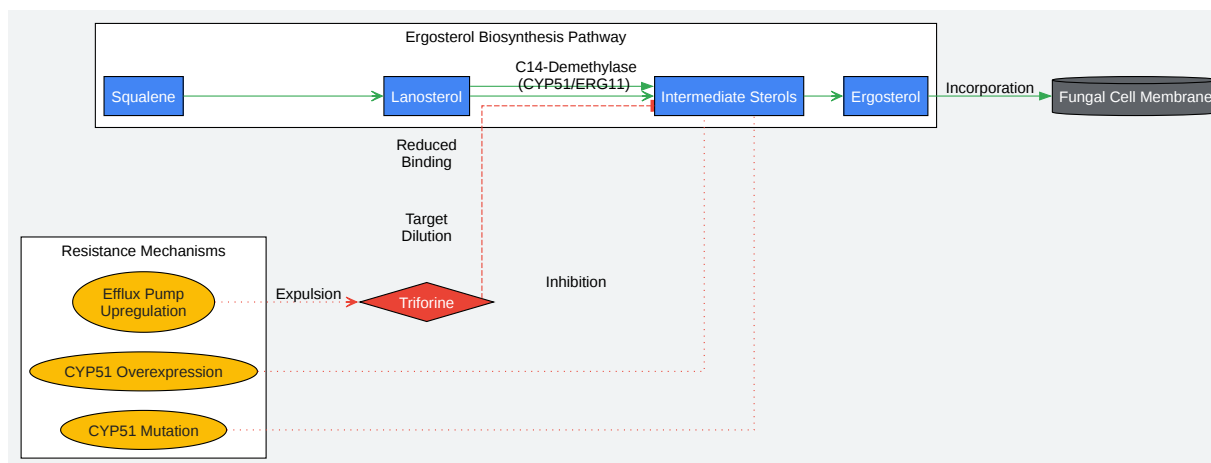 Ergosterol Biosynthesis Pathway
C14-Demethylase
(CYP51/ERG11)
Squalene
Lanosterol
Intermediate Sterols
Ergosterol
Incorporation
Fungal Cell Membrane
Reduced
Binding
Target
Dilution
Resistance Mechanisms
Inhibition
Efflux Pump
Upregulation
Expulsion
Triforine
CYP51 Overexpression
CYP51 Mutation